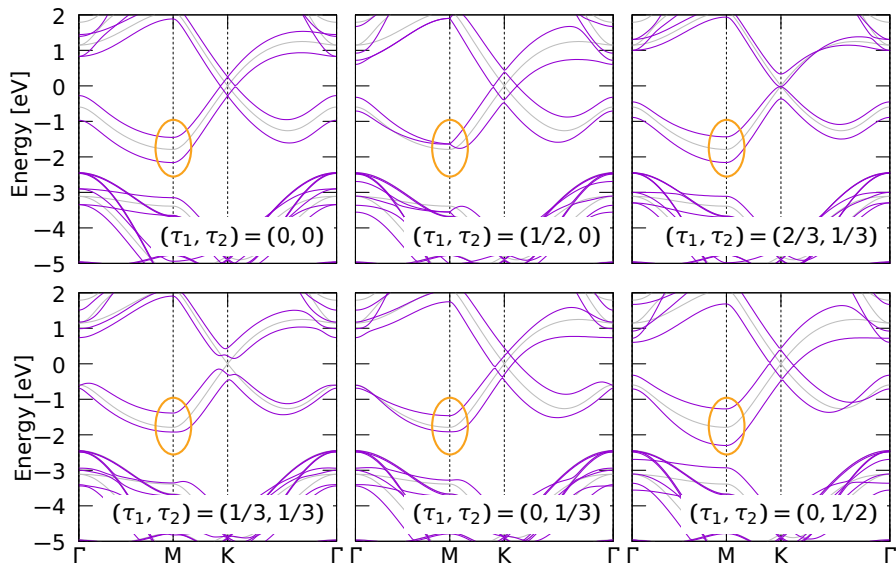 Energy [eV]
2
1
0
−1
−2
−3
−4
−5
(τ₁, τ₂) = (0, 0)
(τ₁, τ₂) = (1/2, 0)
(τ₁, τ₂) = (2/3, 1/3)
Energy [eV]
2
1
0
−1
−2
−3
−4
−5
(τ₁, τ₂) = (1/3, 1/3)
(τ₁, τ₂) = (0, 1/3)
(τ₁, τ₂) = (0, 1/2)
Γ M K Γ M K Γ M K Γ